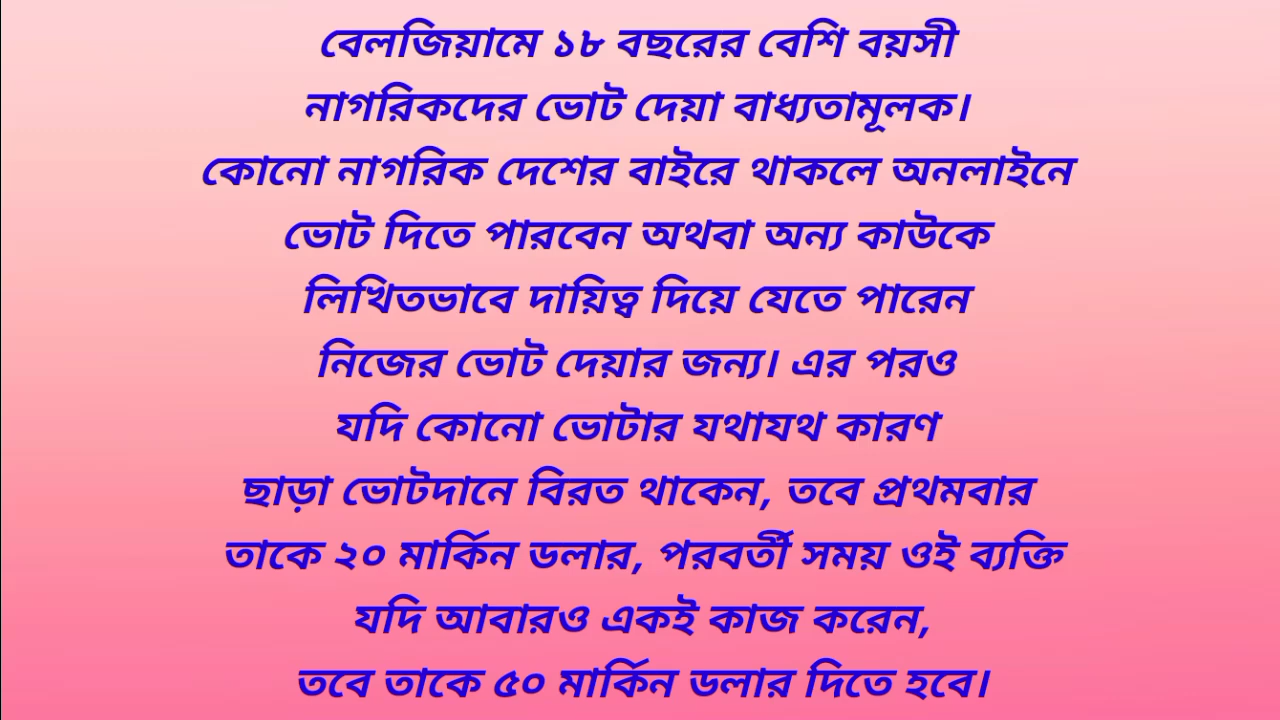 বেলজিয়ামে ১৮ বছরের বেশি বয়সী
নাগরিকদের ভোট দেয়া বাধ্যতামূলক।
কোনো নাগরিক দেশের বাইরে থাকলে অনলাইনে
ভোট দিতে পারবেন অথবা অন্য কাউকে
লিখিতভাবে দায়িত্ব দিয়ে যেতে পারেন
নিজের ভোট দেয়ার জন্য। এর পরও
যদি কোনো ভোটার যথাযথ কারণ
ছাড়া ভোটদানে বিরত থাকেন, তবে প্রথমবার
তাকে ২০ মার্কিন ডলার, পরবর্তী সময় ওই ব্যক্তি
যদি আবারও একই কাজ করেন,
তবে তাকে ৫০ মার্কিন ডলার দিতে হবে।